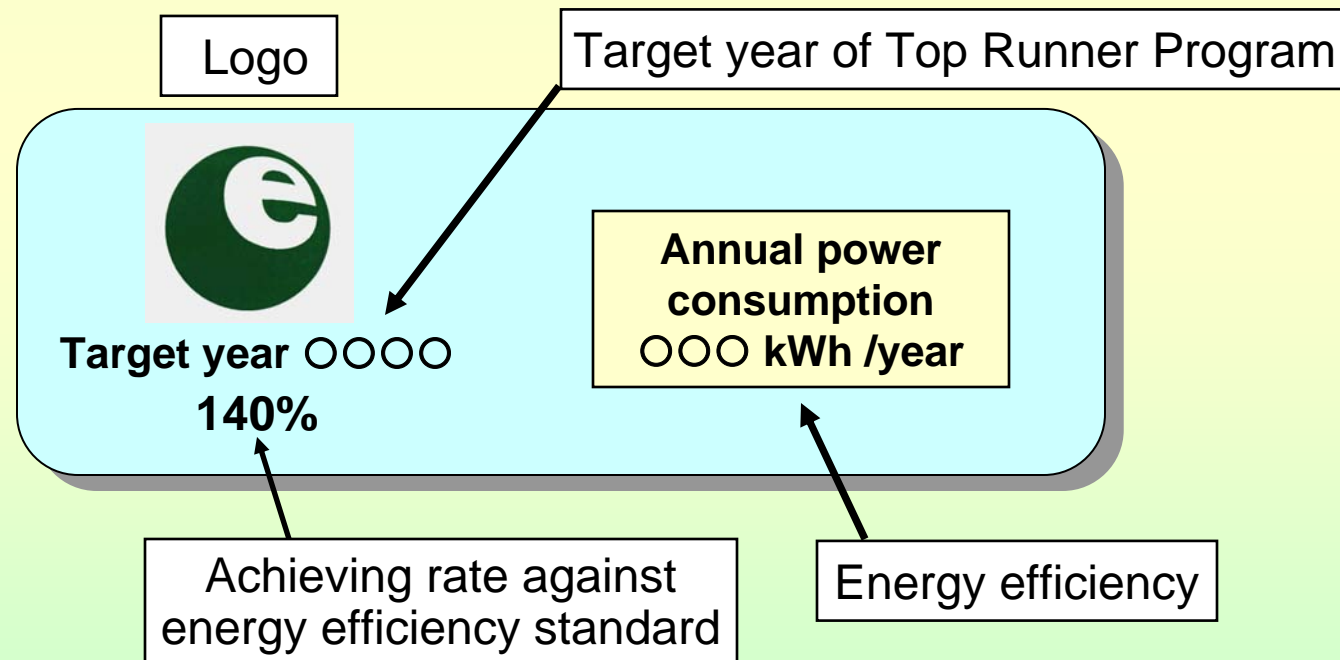 Logo
Target year of Top Runner Program
e
Target year ○○○○
140%
Annual power
consumption
○○○ kWh /year
Achieving rate against
energy efficiency standard
Energy efficiency